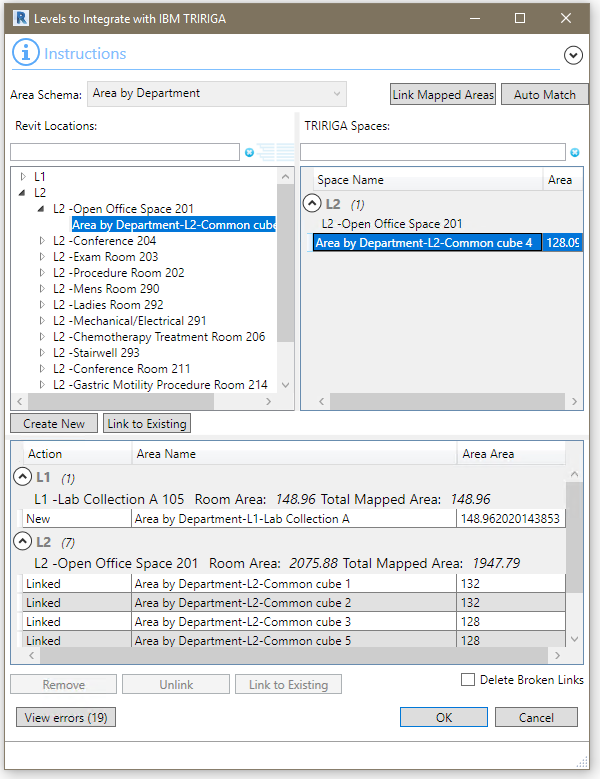 R Levels to Integrate with IBM TRIRIGA
i Instructions
Area Schema: Area by Department Link Mapped Areas Auto Match
Revit Locations: TRIRIGA Spaces:
L1
L2
L2 -Open Office Space 201
Area by Department-L2-Common cube
L2 -Conference 204
L2 -Exam Room 203
L2 -Procedure Room 202
L2 -Mens Room 290
L2 -Ladies Room 292
L2 -Mechanical/Electrical 291
L2 -Chemotherapy Treatment Room 206
L2 -Stairwell 293
L2 -Conference Room 211
L2 -Gastric Motility Procedure Room 214
Space Name Area
L2 (1)
L2 -Open Office Space 201
Area by Department-L2-Common cube 4 128.09
Create New Link to Existing
Action Area Name Area Area
L1 (1)
L1 -Lab Collection A 105 Room Area: 148.96 Total Mapped Area: 148.96
New Area by Department-L1-Lab Collection A 148.962020143853
L2 (7)
L2 -Open Office Space 201 Room Area: 2075.88 Total Mapped Area: 1947.79
Linked Area by Department-L2-Common cube 1 132
Linked Area by Department-L2-Common cube 2 132
Linked Area by Department-L2-Common cube 3 128
Linked Area by Department-L2-Common cube 5 128
Remove Unlink Link to Existing Delete Broken Links
View errors (19) OK Cancel